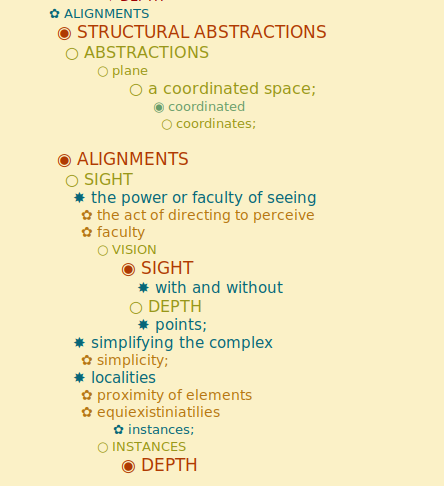 ✿ ALIGNMENTS
◉ STRUCTURAL ABSTRACTIONS
○ ABSTRACTIONS
○ plane
○ a coordinated space;
◉ coordinated
○ coordinates;
◉ ALIGNMENTS
○ SIGHT
✸ the power or faculty of seeing
✿ the act of directing to perceive
✿ faculty
○ VISION
◉ SIGHT
✸ with and without
○ DEPTH
✸ points;
✸ simplifying the complex
✿ simplicity;
✸ localities
✿ proximity of elements
✿ equiexistiniatilies
✿ instances;
○ INSTANCES
◉ DEPTH